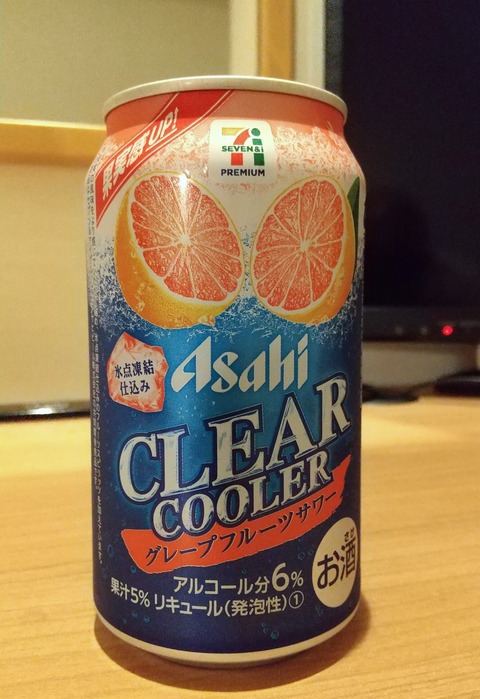 果実感UP!
SEVEN&i
PREMIUM
氷点凍結
仕込み
Asahi
CLEAR
COOLER
グレープフルーツサワー
アルコール分6%
果汁5% リキュール(発泡性)①
さけ
お酒